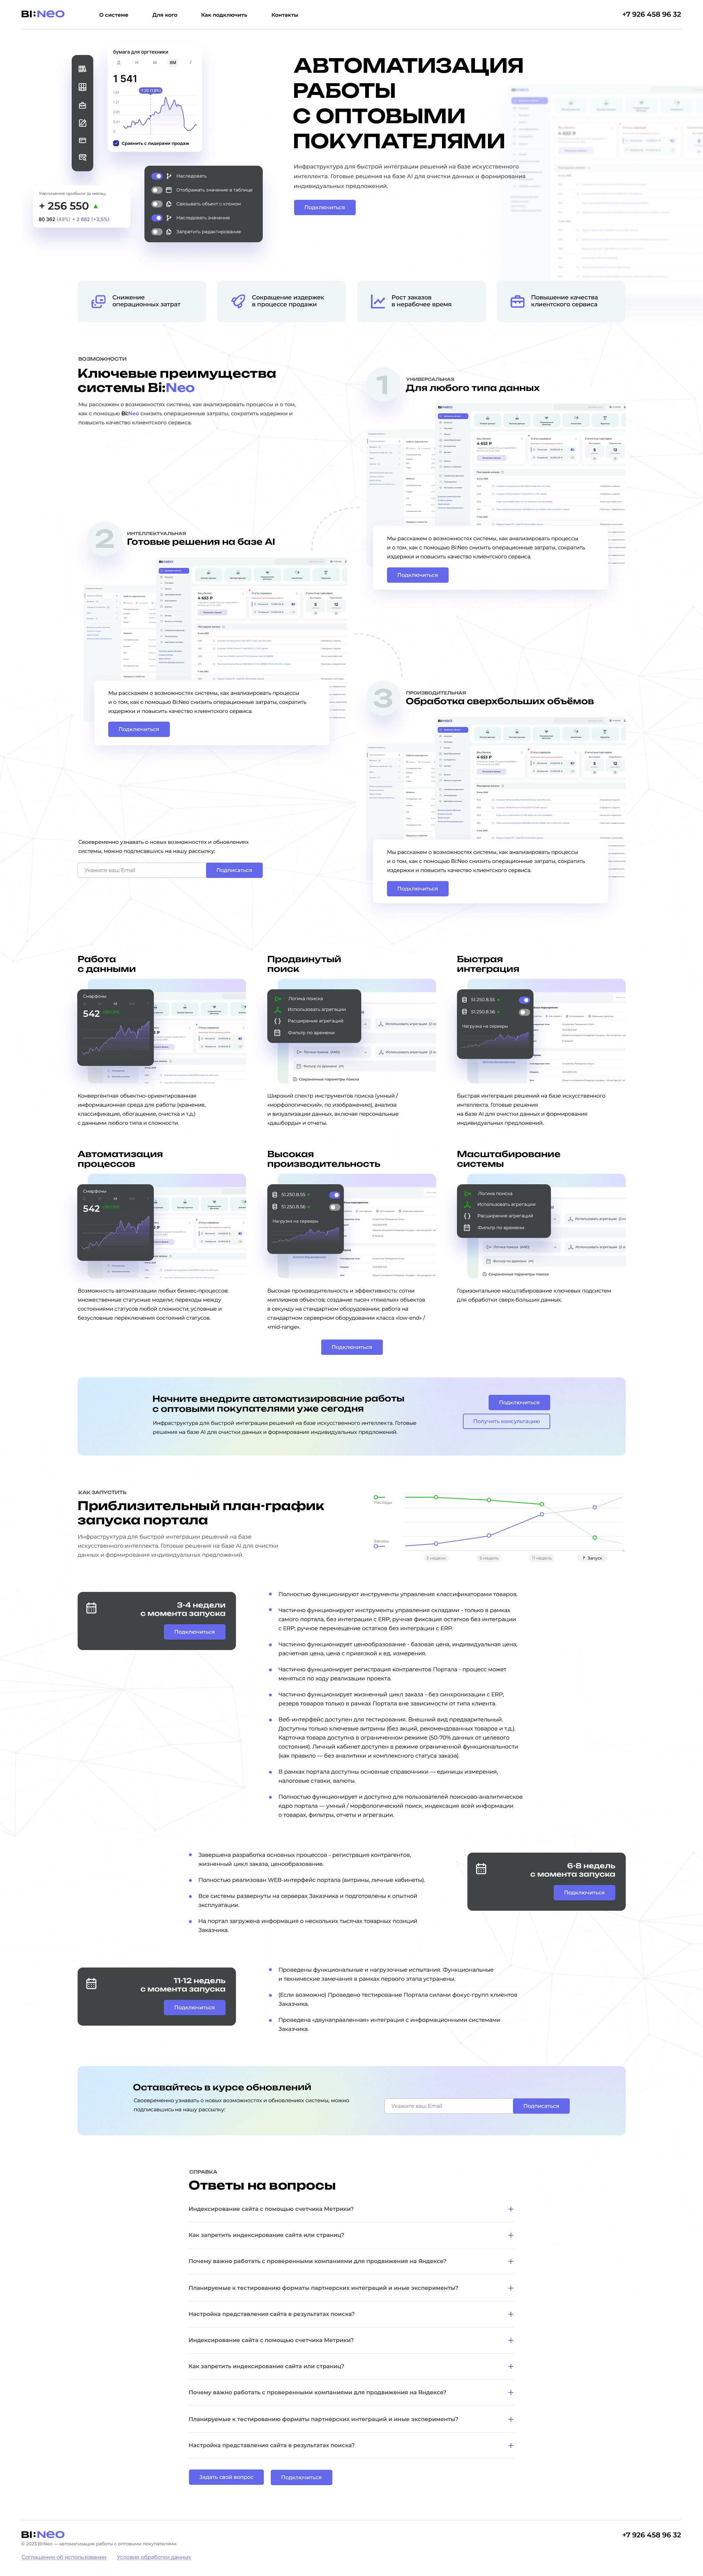 BI:Neo
О системе
Для кого
Как подключить
Контакты
+7 926 458 96 32
бумага для оргтехники
Д Н М 6М Г
1 541
Сравнить с лидерами продаж
Увеличение прибыли за месяц
+ 256 550
80 362 (48%) + 2 682 (+3,5%)
Наследовать
Отображать значение в таблице
Связывать объект с клоном
Наследовать значение
Запретить редактирование
АВТОМАТИЗАЦИЯ
РАБОТЫ
С ОПТОВЫМИ
ПОКУПАТЕЛЯМИ
Инфраструктура для быстрой интеграции решений на базе искусственного
интеллекта. Готовые решения на базе AI для очистки данных и формирования
индивидуальных предложений.
Подключиться
Снижение
операционных затрат
Сокращение издержек
в процессе продажи
Рост заказов
в нерабочее время
Повышение качества
клиентского сервиса
ВОЗМОЖНОСТИ
Ключевые преимущества
системы Bi:Neo
Мы расскажем о возможностях системы, как анализировать процессы и о том,
как с помощью Bi:Neo снизить операционные затраты, сократить издержки и
повысить качество клиентского сервиса.
1
УНИВЕРСАЛЬНАЯ
Для любого типа данных
Мы расскажем о возможностях системы, как анализировать процессы
и о том, как с помощью Bi:Neo снизить операционные затраты, сократить
издержки и повысить качество клиентского сервиса.
Подключиться
2
ИНТЕЛЛЕКТУАЛЬНАЯ
Готовые решения на базе AI
Мы расскажем о возможностях системы, как анализировать процессы
и о том, как с помощью Bi:Neo снизить операционные затраты, сократить
издержки и повысить качество клиентского сервиса.
Подключиться
3
ПРОИЗВОДИТЕЛЬНАЯ
Обработка сверхбольших объёмов
Мы расскажем о возможностях системы, как анализировать процессы
и о том, как с помощью Bi:Neo снизить операционные затраты, сократить
издержки и повысить качество клиентского сервиса.
Подключиться
Своевременно узнавать о новых возможностях и обновлениях
системы, можно подписавшись на нашу рассылку:
Укажите ваш Email
Подписаться
Работа
с данными
Смартфоны
542
Конвергентная объектно-ориентированная
информационная среда для работы (хранение,
классификация, обогащение, очистка и т.д.)
с данными любого типа и сложности.
Продвинутый
поиск
Логика поиска
Использовать агрегации
Расширение агрегаций
Фильтр по времени
Широкий спектр инструментов поиска (умный /
«морфологический», по изображению), анализа
и визуализации данных, включая персональные
«дашборды» и отчеты.
Быстрая
интеграция
51.250.8.55
51.250.8.56
Нагрузка на серверы
Быстрая интеграция решений на базе искусственного
интеллекта. Готовые решения
на базе AI для очистки данных и формирования
индивидуальных предложений.
Автоматизация
процессов
Смартфоны
542
Возможность автоматизации любых бизнес-процессов:
множественные статусные модели, переходы между
состояниями статусов любой сложности; условные и
безусловные переключения состояний статусов.
Высокая
производительность
51.250.8.55
51.250.8.56
Нагрузка на серверы
Высокая производительность и эффективность: сотни
миллионов объектов; создание тысяч «тяжелых» объектов
в секунду на стандартном оборудовании; работа на
стандартном серверном оборудовании класса «low-end» /
«mid-range».
Масштабирование
системы
Логика поиска
Использовать агрегации
Расширение агрегаций
Фильтр по времени
Горизонтальное масштабирование ключевых подсистем
для обработки сверх-больших данных.
Подключиться
Начните внедрите автоматизированние работы
с оптовыми покупателями уже сегодня
Инфраструктура для быстрой интеграции решений на базе искусственного интеллекта. Готовые
решения на базе AI для очистки данных и формирования индивидуальных предложений.
Подключиться
Получить консультацию
КАК ЗАПУСТИТЬ
Приблизительный план-график
запуска портала
Инфраструктура для быстрой интеграции решений на базе
искусственного интеллекта. Готовые решения на базе AI для очистки
данных и формирования индивидуальных предложений.
Расходы
Заказы
3 недели
6 недель
11 недель
Запуск
3-4 недели
с момента запуска
Подключиться
Полностью функционируют инструменты управления классификаторами товаров.
Частично функционируют инструменты управления складами - только в рамках
самого портала, без интеграции с ERP; ручная фиксация остатков без интеграции
с ERP; ручное перемещение остатков без интеграции с ERP.
Частично функционирует ценообразование - базовая цена, индивидуальная цена,
расчетная цена, цена с привязкой к ед. измерения.
Частично функционирует регистрация контрагентов Портала - процесс может
меняться по ходу реализации проекта.
Частично функционирует жизненный цикл заказа - без синхронизации с ERP;
резерв товаров только в рамках Портала вне зависимости от типа клиента.
Веб-интерфейс доступен для тестирования. Внешний вид предварительный.
Доступны только ключевые витрины (без акций, рекомендованных товаров и т.д.).
Карточка товара доступна в ограниченном режиме (50-70% данных от целевого
состояния). Личный кабинет доступен в режиме ограниченной функциональности
(как правило — без аналитики и комплексного статуса заказа).
В рамках портала доступны основные справочники — единицы измерения,
налоговые ставки, валюты.
Полностью функционирует и доступно для пользователей поисково-аналитическое
ядро портала — умный / морфологический поиск, индексация всей информации
о товарах, фильтры, отчеты и агрегации.
Завершена разработка основных процессов - регистрация контрагентов,
жизненный цикл заказа, ценообразование.
Полностью реализован WEB-интерфейс портала (витрины, личные кабинеты).
Все системы развернуты на серверах Заказчика и подготовлены к опытной
эксплуатации.
На портал загружена информация о нескольких тысячах товарных позиций
Заказчика.
6-8 недель
с момента запуска
Подключиться
11-12 недель
с момента запуска
Подключиться
Проведены функциональные и нагрузочные испытания. Функциональные
и технические замечания в рамках первого этапа устранены.
(Если возможно) Проведено тестирование Портала силами фокус-групп клиентов
Заказчика.
Проведена «двунаправленная» интеграция с информационными системами
Заказчика.
Оставайтесь в курсе обновлений
Своевременно узнавать о новых возможностях и обновлениях системы, можно
подписавшись на нашу рассылку:
Укажите ваш Email
Подписаться
СПРАВКА
Ответы на вопросы
Индексирование сайта с помощью счетчика Метрики?
Как запретить индексирование сайта или страниц?
Почему важно работать с проверенными компаниями для продвижения на Яндексе?
Планируемые к тестированию форматы партнерских интеграций и иные эксперименты?
Настройка представления сайта в результатах поиска?
Индексирование сайта с помощью счетчика Метрики?
Как запретить индексирование сайта или страниц?
Почему важно работать с проверенными компаниями для продвижения на Яндексе?
Планируемые к тестированию форматы партнерских интеграций и иные эксперименты?
Настройка представления сайта в результатах поиска?
Задать свой вопрос
Подключиться
BI:Neo
+7 926 458 96 32
© 2023 BI:Neo — автоматизация работы с оптовыми покупателями.
Соглашение об использовании
Условия обработки данных